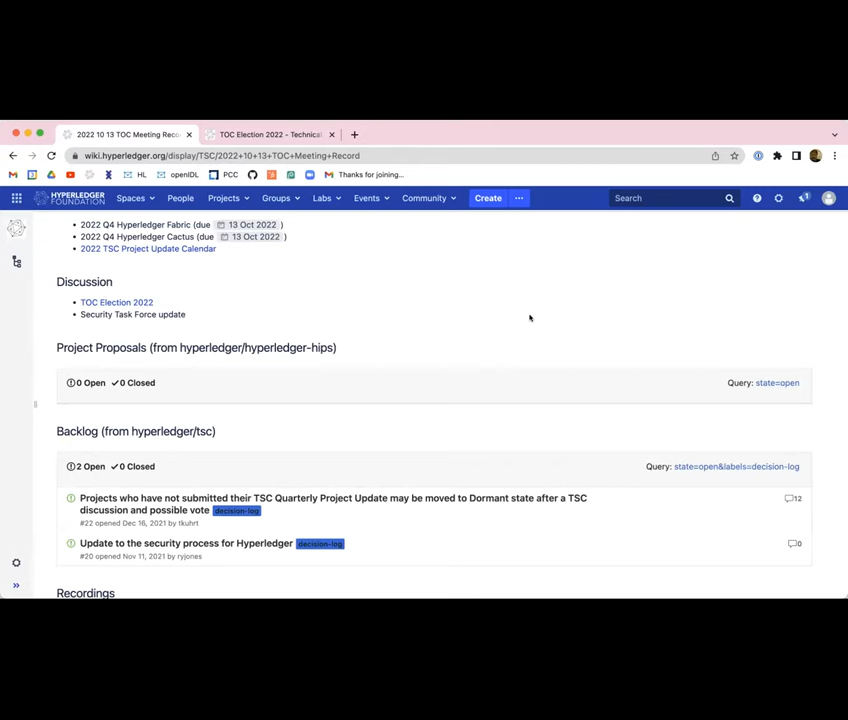 2022 10 13 TOC Meeting Reco
TOC Election 2022 - Technical
wiki.hyperledger.org/display/TSC/2022+10+13+TOC+Meeting+Record
HL
openIDL
PCC
Thanks for joining...
HYPERLEDGER
FOUNDATION
Spaces
People
Projects
Groups
Labs
Events
Community
Create
Search
1
2022 Q4 Hyperledger Fabric (due 13 Oct 2022 )
2022 Q4 Hyperledger Cactus (due 13 Oct 2022 )
2022 TSC Project Update Calendar
Discussion
TOC Election 2022
Security Task Force update
Project Proposals (from hyperledger/hyperledger-hips)
0 Open ✓0 Closed
Query: state=open
Backlog (from hyperledger/tsc)
2 Open ✓0 Closed
Query: state=open&labels=decision-log
Projects who have not submitted their TSC Quarterly Project Update may be moved to Dormant state after a TSC
discussion and possible vote decision-log
12
#22 opened Dec 16, 2021 by tkuhrt
Update to the security process for Hyperledger decision-log
0
#20 opened Nov 11, 2021 by ryjones
Recordings